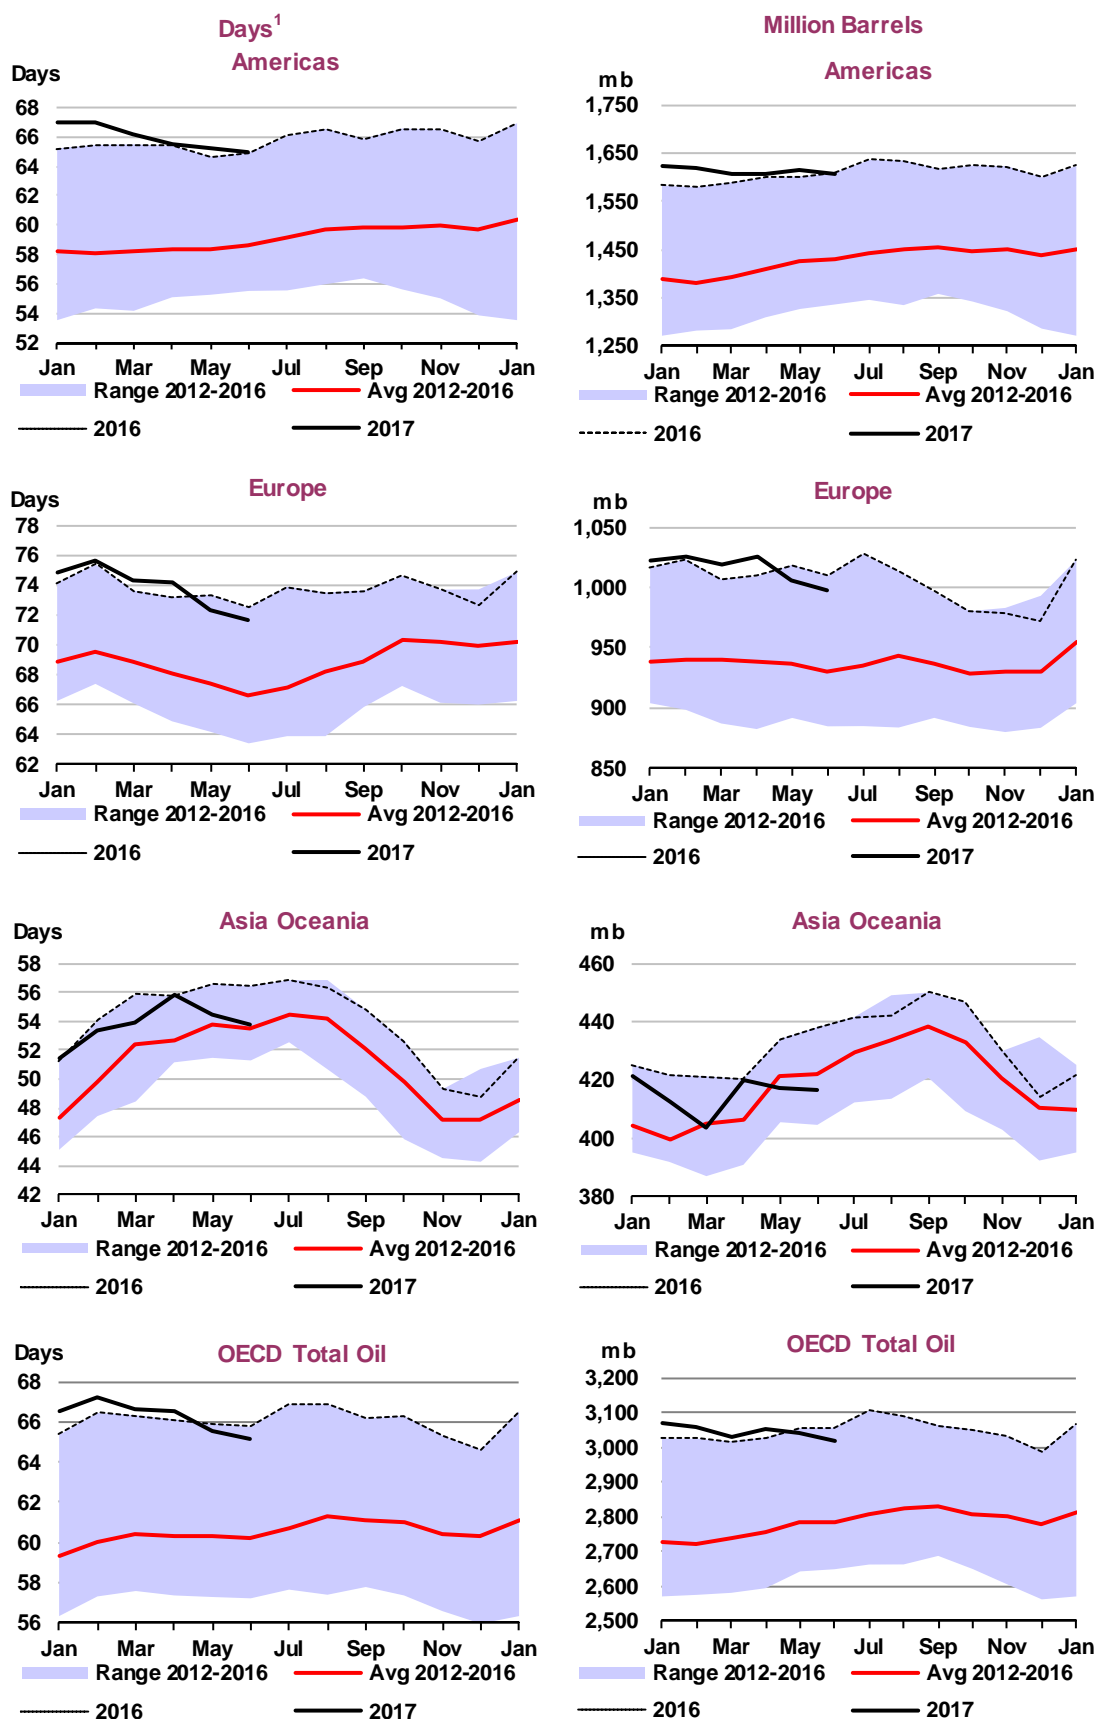 Days¹
Americas
Days
68
66
64
62
60
58
56
54
52
Jan Mar May Jul Sep Nov Jan
Range 2012-2016 Avg 2012-2016
2016 2017
Million Barrels
Americas
mb
1,750
1,650
1,550
1,450
1,350
1,250
Jan Mar May Jul Sep Nov Jan
Range 2012-2016 Avg 2012-2016
2016 2017
Europe
Days
78
76
74
72
70
68
66
64
62
Jan Mar May Jul Sep Nov Jan
Range 2012-2016 Avg 2012-2016
2016 2017
Europe
mb
1,050
1,000
950
900
850
Jan Mar May Jul Sep Nov Jan
Range 2012-2016 Avg 2012-2016
2016 2017
Asia Oceania
Days
58
56
54
52
50
48
46
44
42
Jan Mar May Jul Sep Nov Jan
Range 2012-2016 Avg 2012-2016
2016 2017
Asia Oceania
mb
460
440
420
400
380
Jan Mar May Jul Sep Nov Jan
Range 2012-2016 Avg 2012-2016
2016 2017
OECD Total Oil
Days
68
66
64
62
60
58
56
Jan Mar May Jul Sep Nov Jan
Range 2012-2016 Avg 2012-2016
2016 2017
OECD Total Oil
mb
3,200
3,100
3,000
2,900
2,800
2,700
2,600
2,500
Jan Mar May Jul Sep Nov Jan
Range 2012-2016 Avg 2012-2016
2016 2017